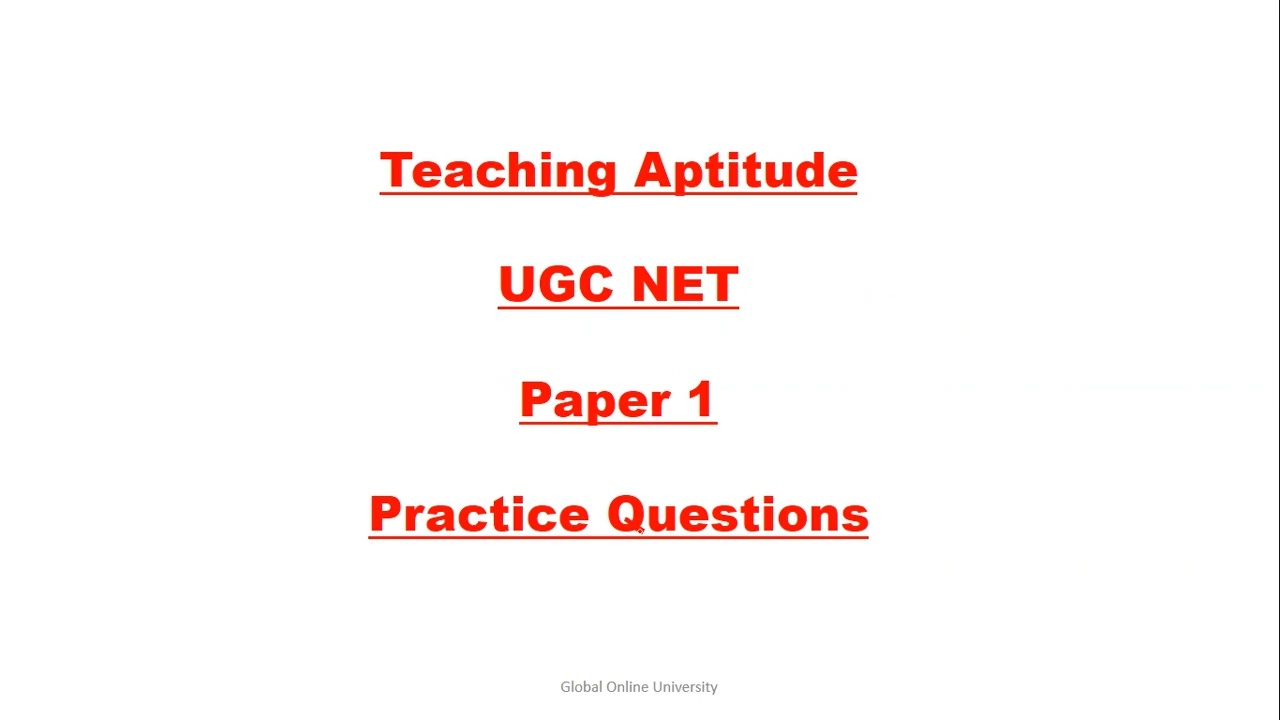 Teaching Aptitude
UGC NET
Paper 1
Practice Questions
Global Online University